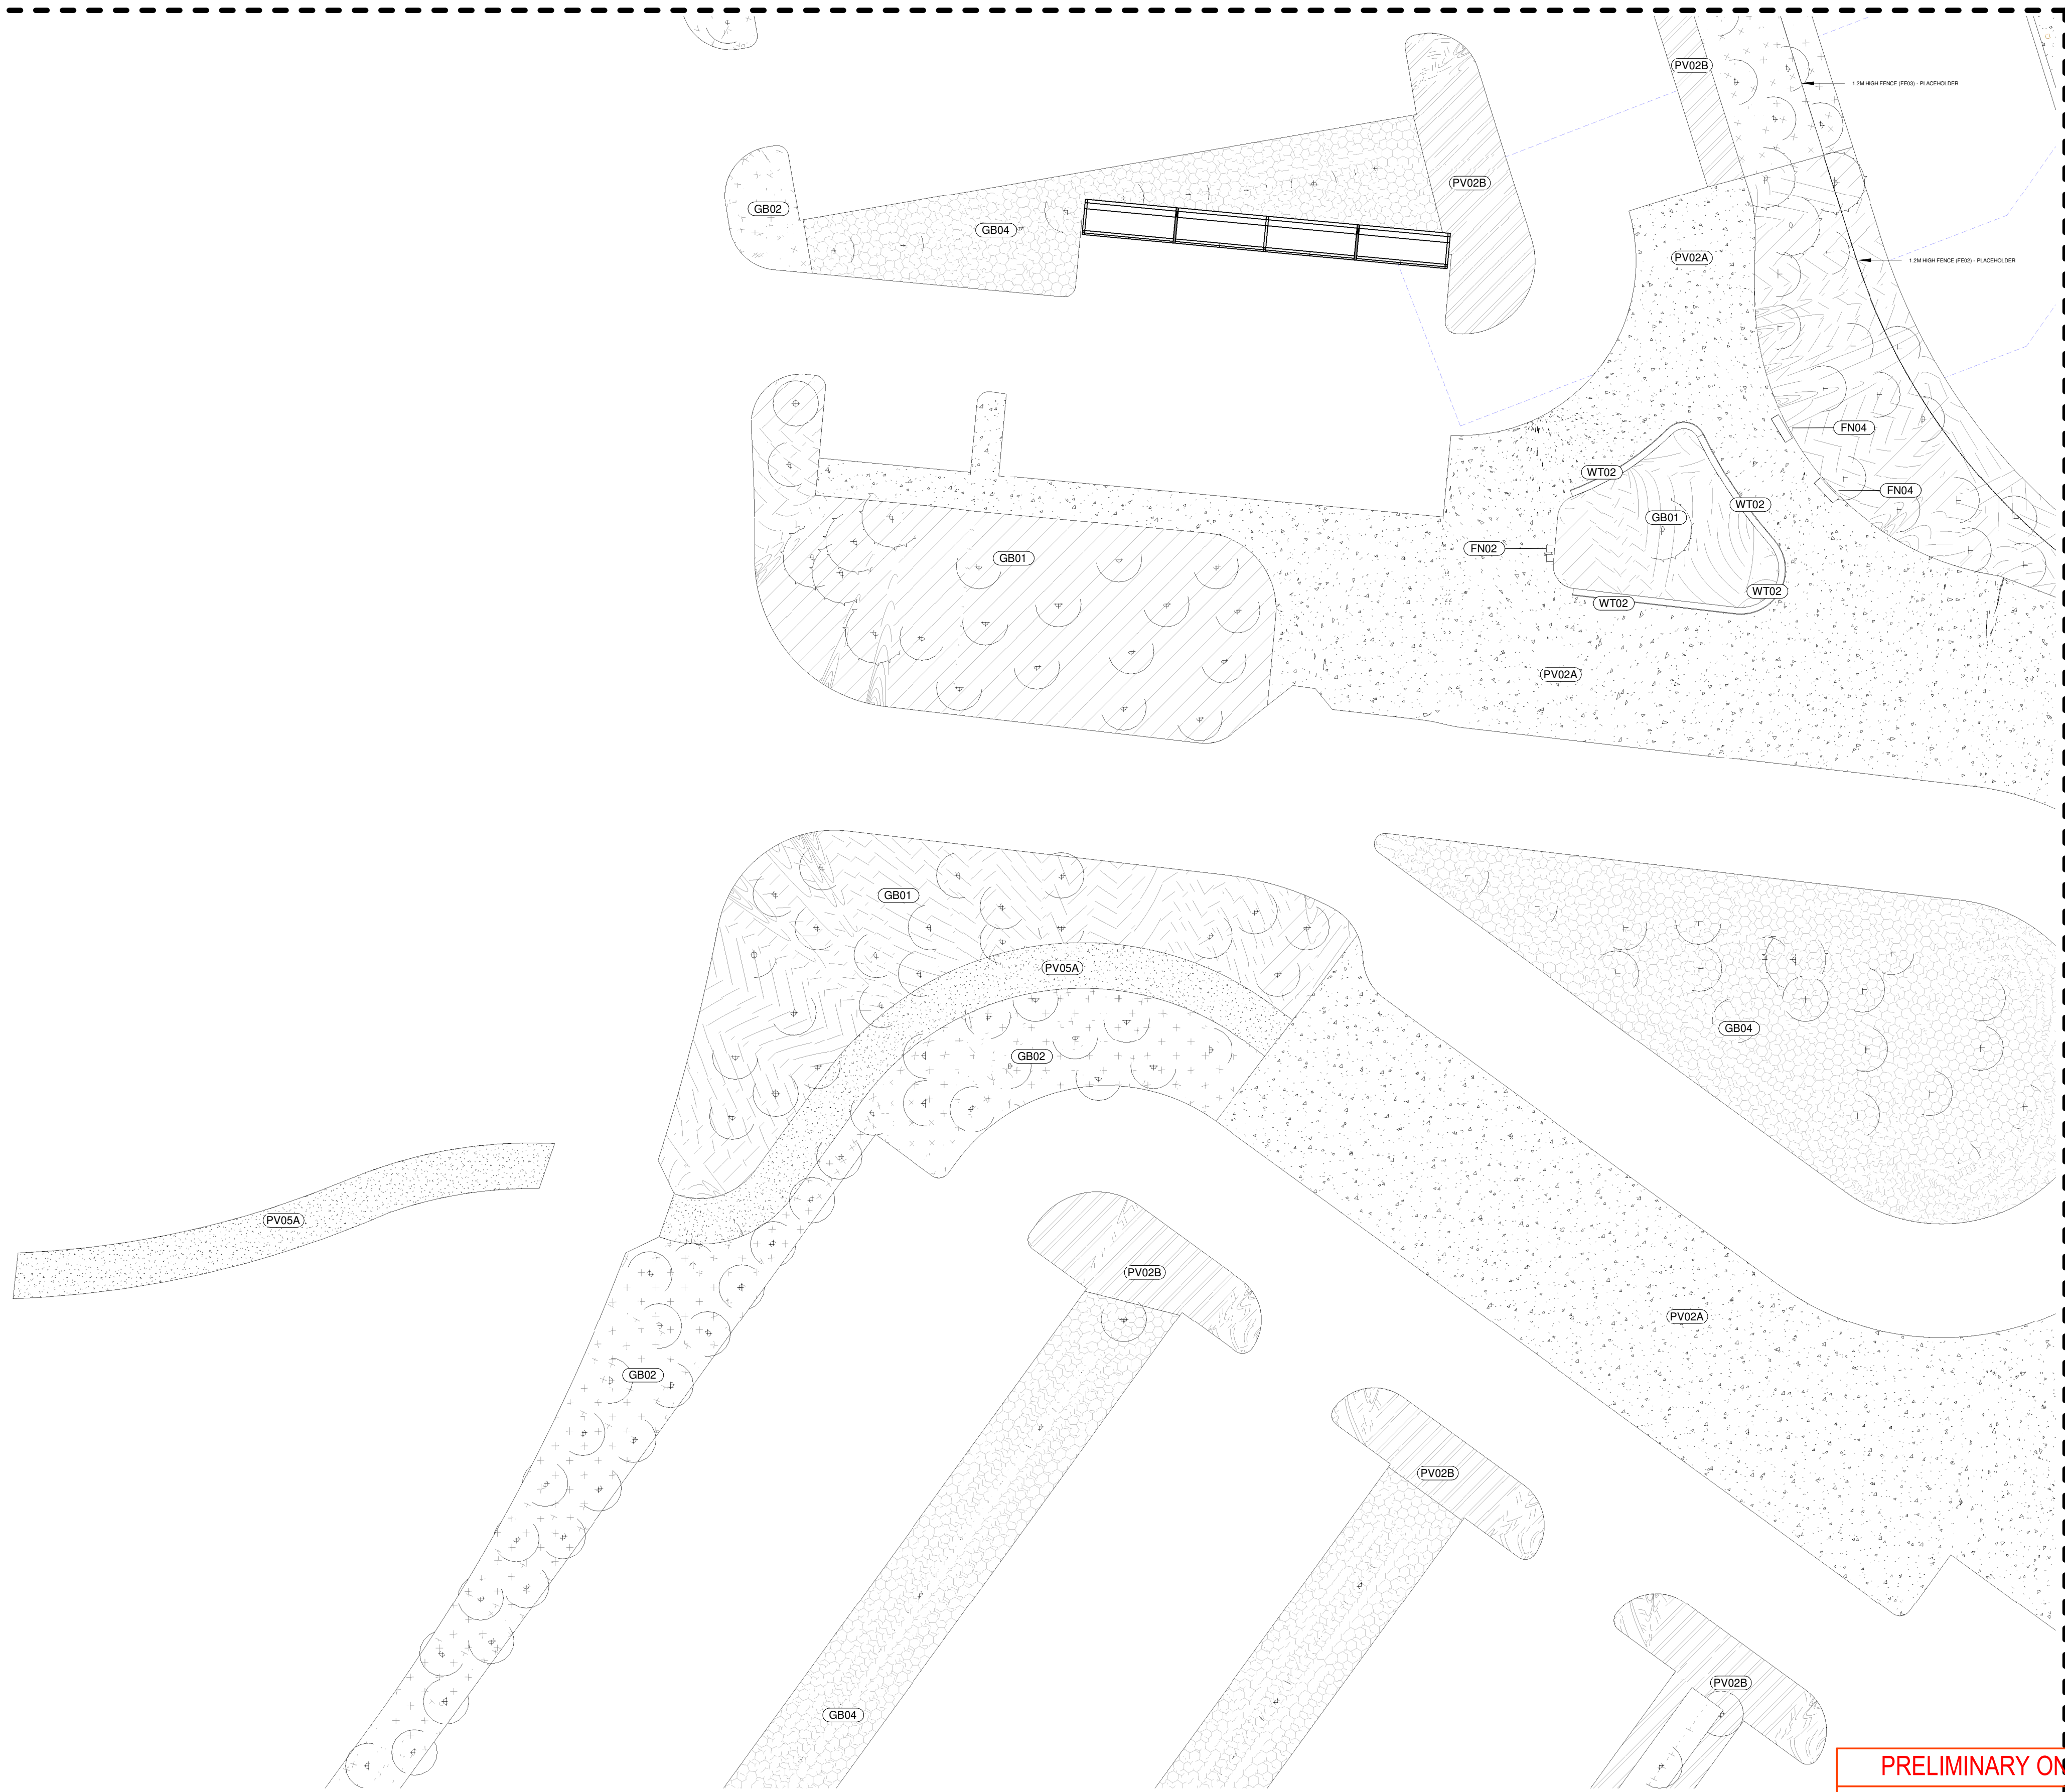 PV02B
1.2M HIGH FENCE (FE03) - PLACEHOLDER
PV02B
GB02
GB04
PV02A
1.2M HIGH FENCE (FE02) - PLACEHOLDER
FN04
WT02
FN04
WT02
GB01
FN02
GB01
WT02
WT02
PV02A
GB01
PV05A
GB04
GB02
PV05A
PV02B
PV02A
GB02
PV02B
PV02B
GB04
PRELIMINARY ON